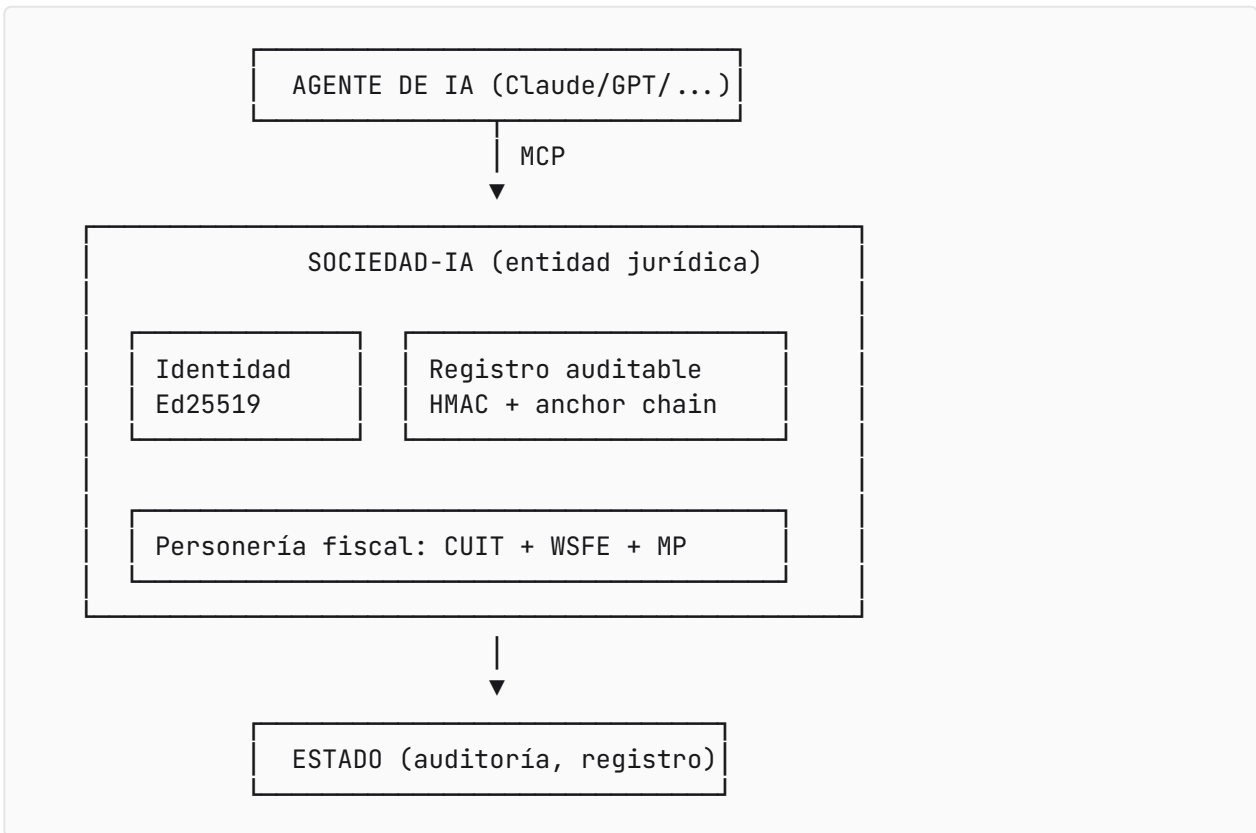 AGENTE DE IA (Claude/GPT/...)
MCP
SOCIEDAD-IA (entidad jurídica)
Identidad
Ed25519
Registro auditable
HMAC + anchor chain
Personería fiscal: CUIT + WSFE + MP
ESTADO (auditoría, registro)